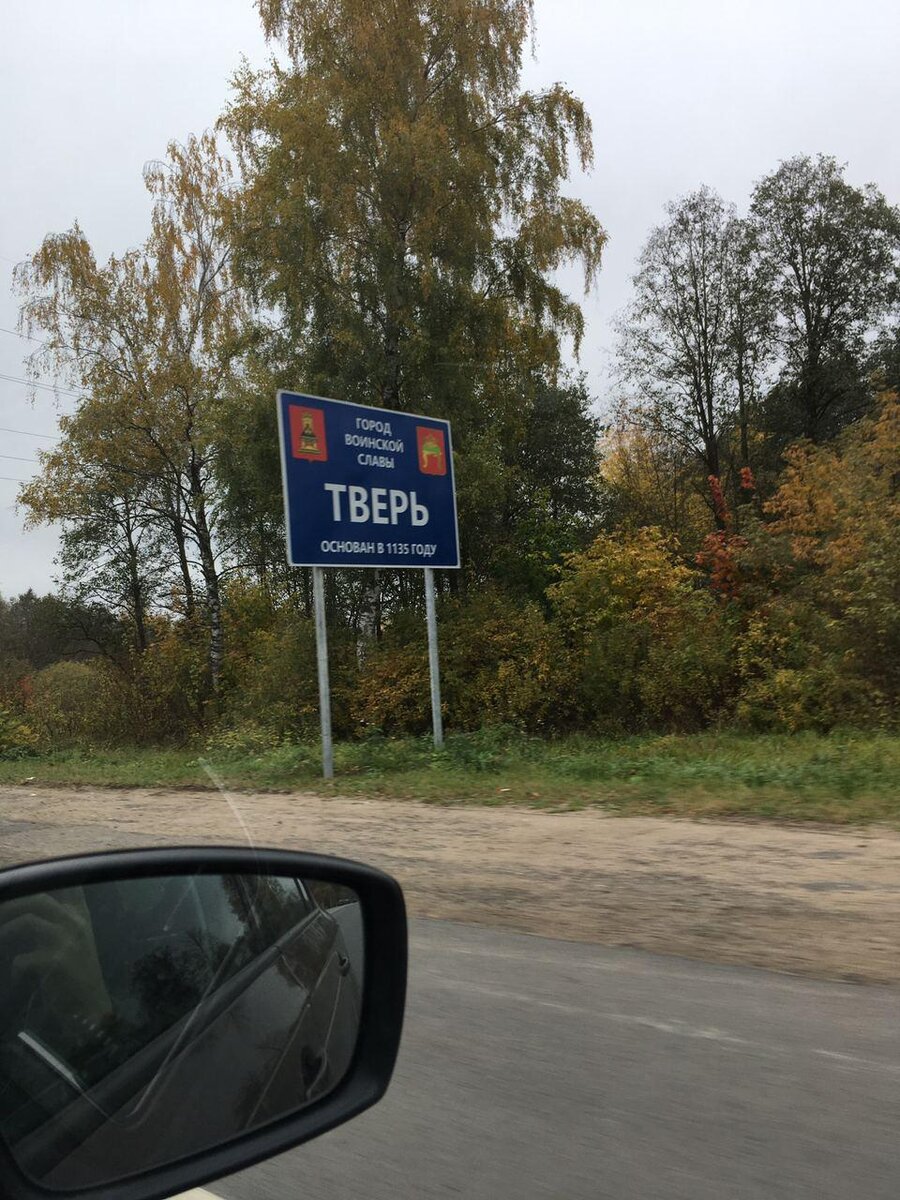 ГОРОД
ВОИНСКОЙ
СЛАВЫ
ТВЕРЬ
ОСНОВАН В 1135 ГОДУ